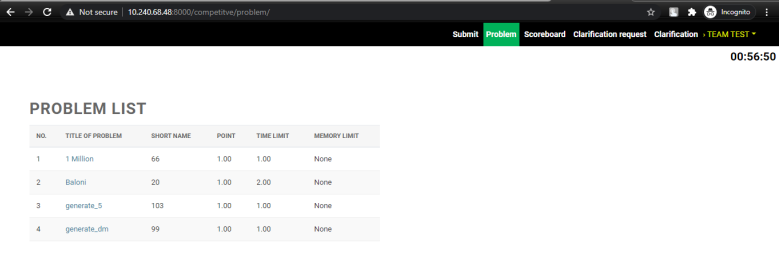 Not secure | 10.240.68.48:8000/competitve/problem/ Incognito
Submit Problem Scoreboard Clarification request Clarification › TEAM TEST
00:56:50
PROBLEM LIST
NO. TITLE OF PROBLEM SHORT NAME POINT TIME LIMIT MEMORY LIMIT
1 1 Million 66 1.00 1.00 None
2 Baloni 20 1.00 2.00 None
3 generate_5 103 1.00 1.00 None
4 generate_dm 99 1.00 1.00 None